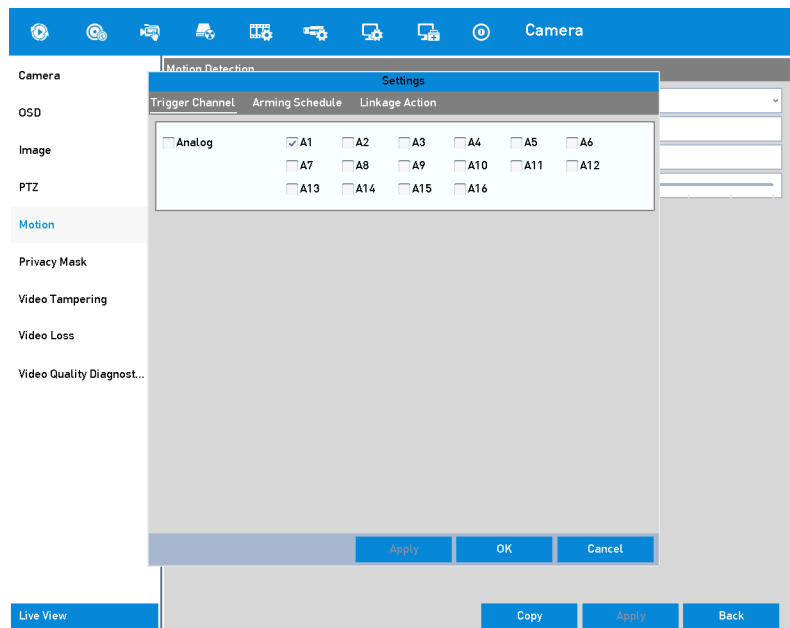 Camera
Camera
OSD
Image
PTZ
Motion
Privacy Mask
Video Tampering
Video Loss
Video Quality Diagnost...
Live View
Motion Detection
Settings
Trigger Channel Arming Schedule Linkage Action
Analog A1 A2 A3 A4 A5 A6
A7 A8 A9 A10 A11 A12
A13 A14 A15 A16
Apply OK Cancel
Copy Apply Back